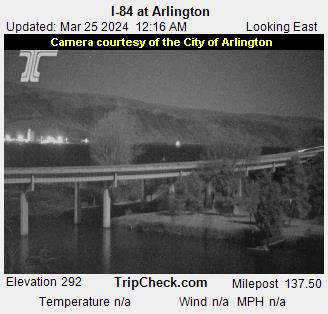 I-84 at Arlington
Updated: Mar 25 2024 12:16 AM Looking East
Camera courtesy of the City of Arlington
Elevation 292 TripCheck.com Milepost 137.50
Temperature n/a Wind n/a MPH n/a